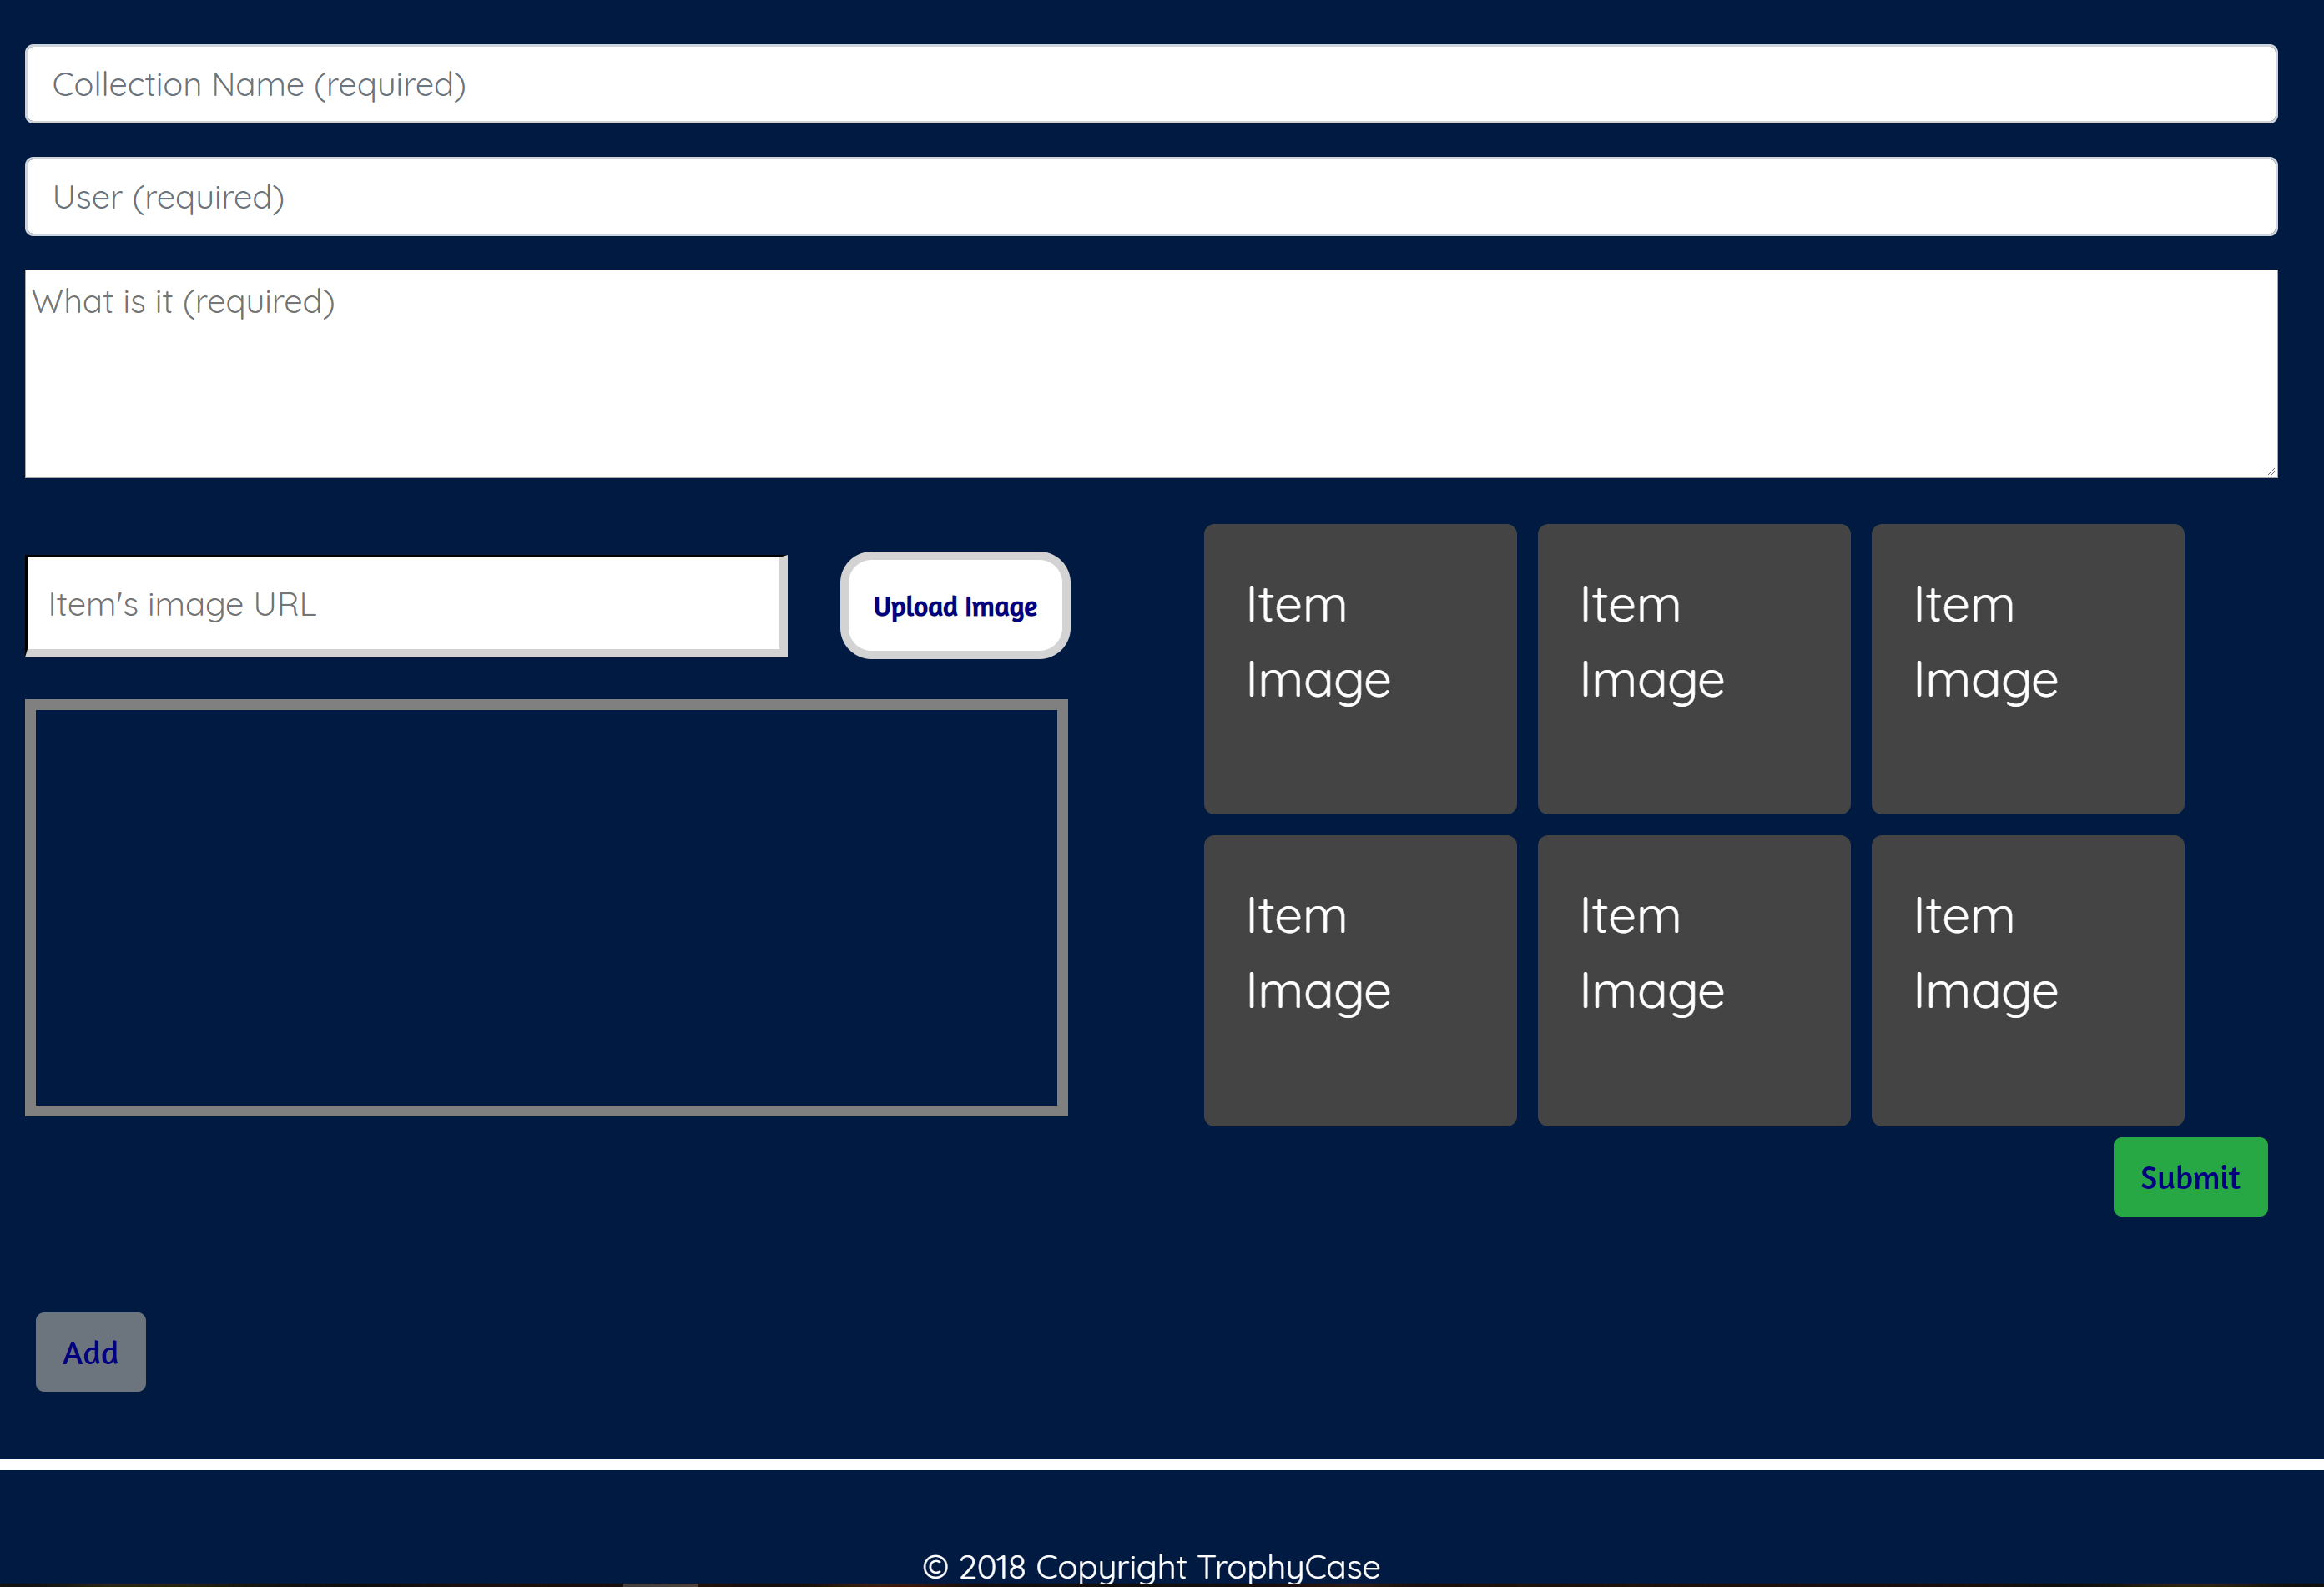 Collection Name (required)
User (required)
What is it (required)
Item's image URL
Upload Image
Item
Image
Item
Image
Item
Image
Item
Image
Item
Image
Item
Image
Submit
Add
© 2018 Copyright TrophyCase